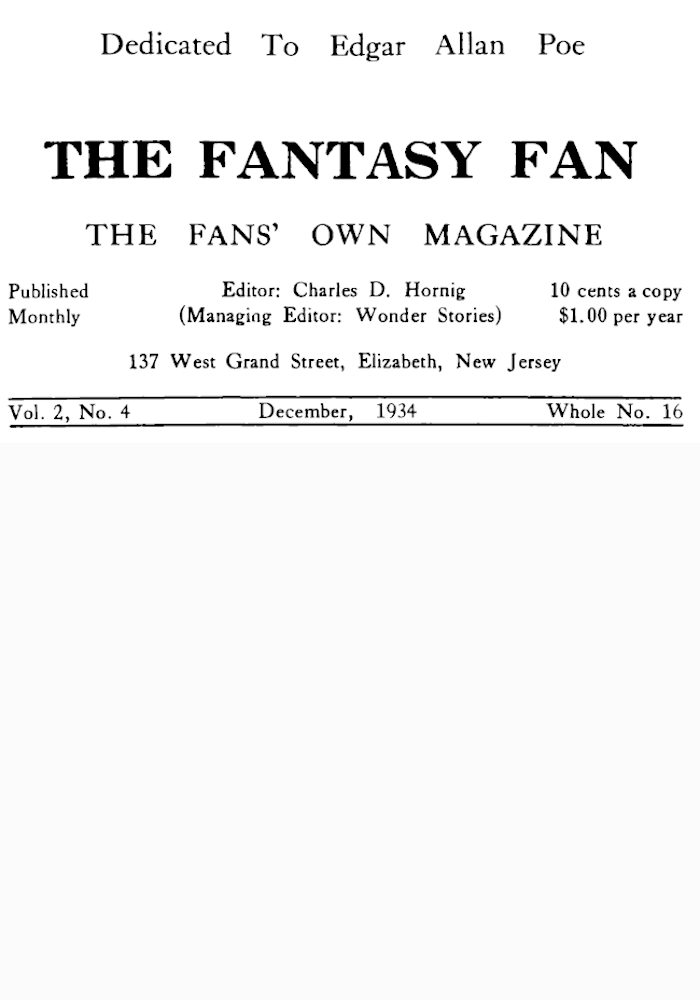 Dedicated To Edgar Allan Poe
THE FANTASY FAN
THE FANS' OWN MAGAZINE
Published Editor: Charles D. Hornig 10 cents a copy
Monthly (Managing Editor: Wonder Stories) $1.00 per year
137 West Grand Street, Elizabeth, New Jersey
Vol. 2, No. 4 December, 1934 Whole No. 16